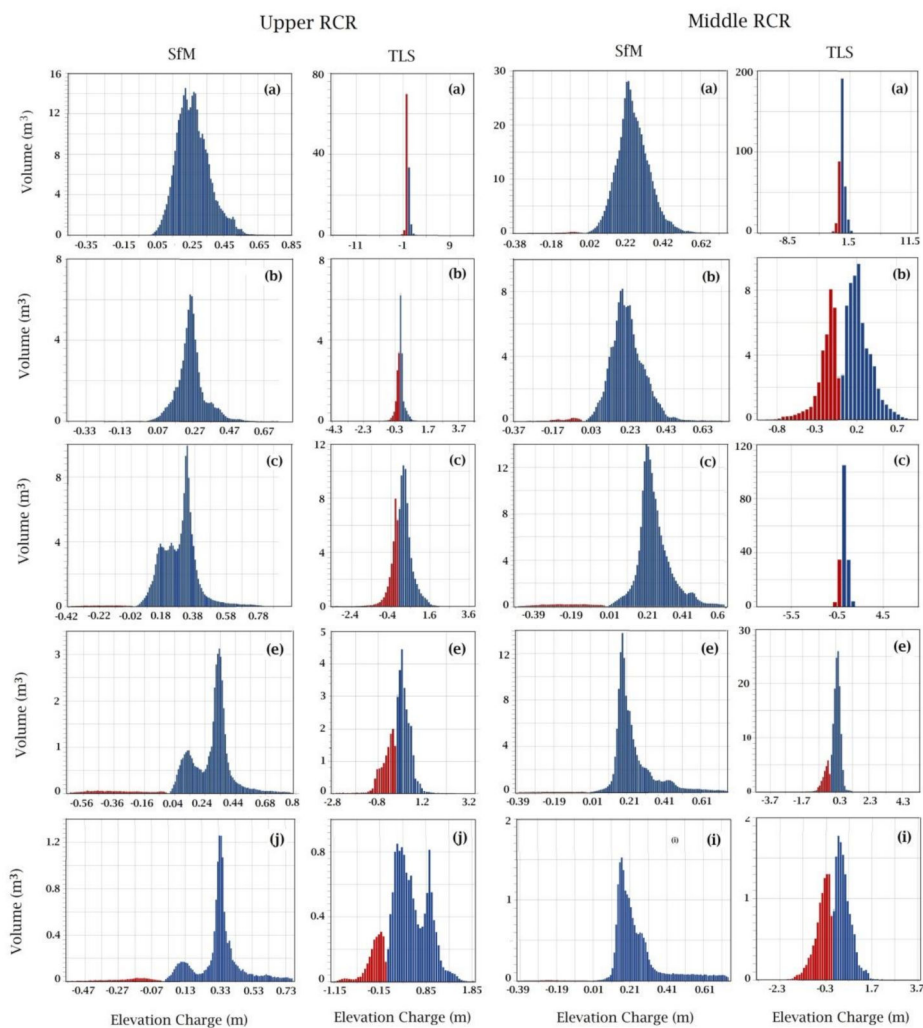 Upper RCR Middle RCR
SfM TLS SfM TLS
16 (a) 80 (a) 30 (a) 200 (a)
14
12 60
20
Volume (m³) 8 40 100
10
4
0 0 0 0
-0.35 -0.15 0.05 0.25 0.45 0.65 0.85 -11 -1 9 -0.38 -0.18 0.02 0.22 0.42 0.62 -8.5 1.5 11.5
8 (b) 8 (b) (b) (b)
8 8
Volume (m³) 4 4 4 4
0 0 0 0
-0.33 -0.13 0.07 0.27 0.47 0.67 -4.3 -2.3 -0.3 1.7 3.7 -0.37 -0.17 0.03 0.23 0.43 0.63 -0.8 -0.3 0.2 0.7
(c) 12 (c) (c) 120 (c)
8 12
8 80
Volume (m³) 4 8
4 4 40
0 0 0 0
-0.42 -0.22 -0.02 0.18 0.38 0.58 0.78 -2.4 -0.4 1.6 3.6 -0.39 -0.19 0.01 0.21 0.41 0.6 -5.5 -0.5 4.5
(e) 5 (e) (e) 30 (e)
3 4 12
2 3 8 20
Volume (m³) 2
1 1 4 10
0 0 0 0
-0.56 -0.36 -0.16 0.04 0.24 0.44 0.64 0.8 -2.8 -0.8 1.2 3.2 -0.39 -0.19 0.01 0.21 0.41 0.61 -3.7 -1.7 0.3 2.3 4.3
(j) (j) 2 (i) (i) 2 (i)
1.2 0.8
Volume (m³) 0.8 1 1
0.4 0.4
0 0 0 0
-0.47 -0.27 -0.07 0.13 0.33 0.53 0.73 -1.15 -0.15 0.85 1.85 -0.39 -0.19 0.01 0.21 0.41 0.61 -2.3 -0.3 1.7 3.7
Elevation Charge (m) Elevation Charge (m) Elevation Charge (m) Elevation Charge (m)